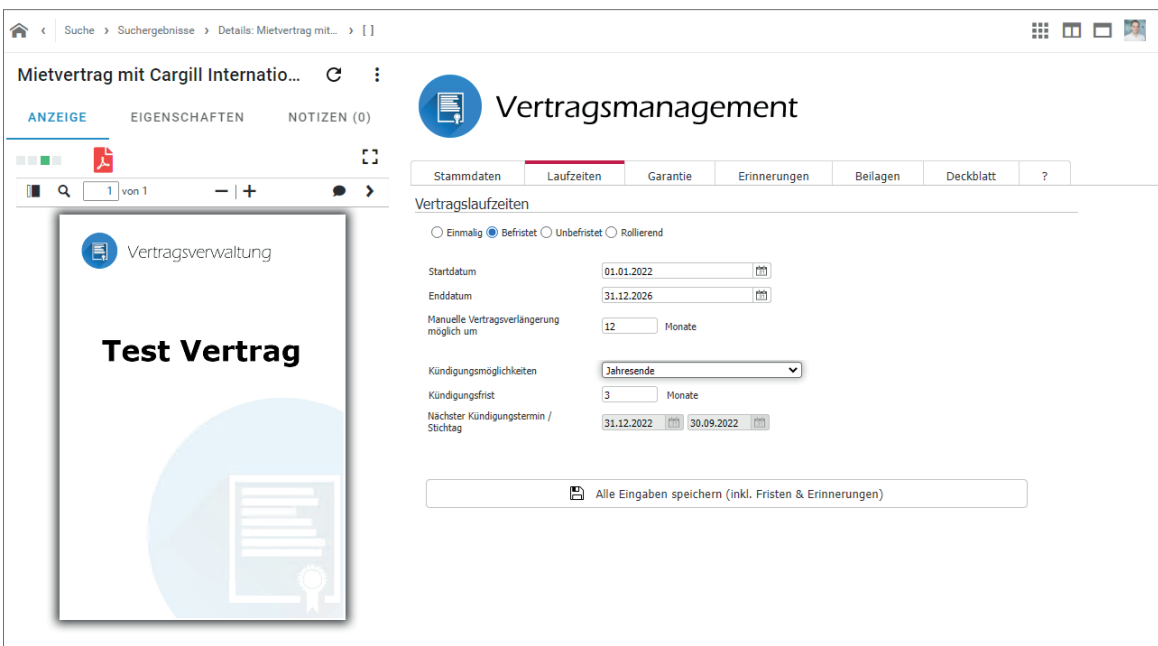 Suche › Suchergebnisse › Details: Mietvertrag mit... › [ ]
Mietvertrag mit Cargill Internatio...
ANZEIGE EIGENSCHAFTEN NOTIZEN (0)
1 von 1
Vertragsverwaltung
Test Vertrag
Vertragsmanagement
Stammdaten Laufzeiten Garantie Erinnerungen Beilagen Deckblatt ?
Vertragslaufzeiten
Einmalig Befristet Unbefristet Rollierend
Startdatum 01.01.2022
Enddatum 31.12.2026
Manuelle Vertragsverlängerung
möglich um 12 Monate
Kündigungsmöglichkeiten Jahresende
Kündigungsfrist 3 Monate
Nächster Kündigungstermin /
Stichtag 31.12.2022 30.09.2022
Alle Eingaben speichern (inkl. Fristen & Erinnerungen)